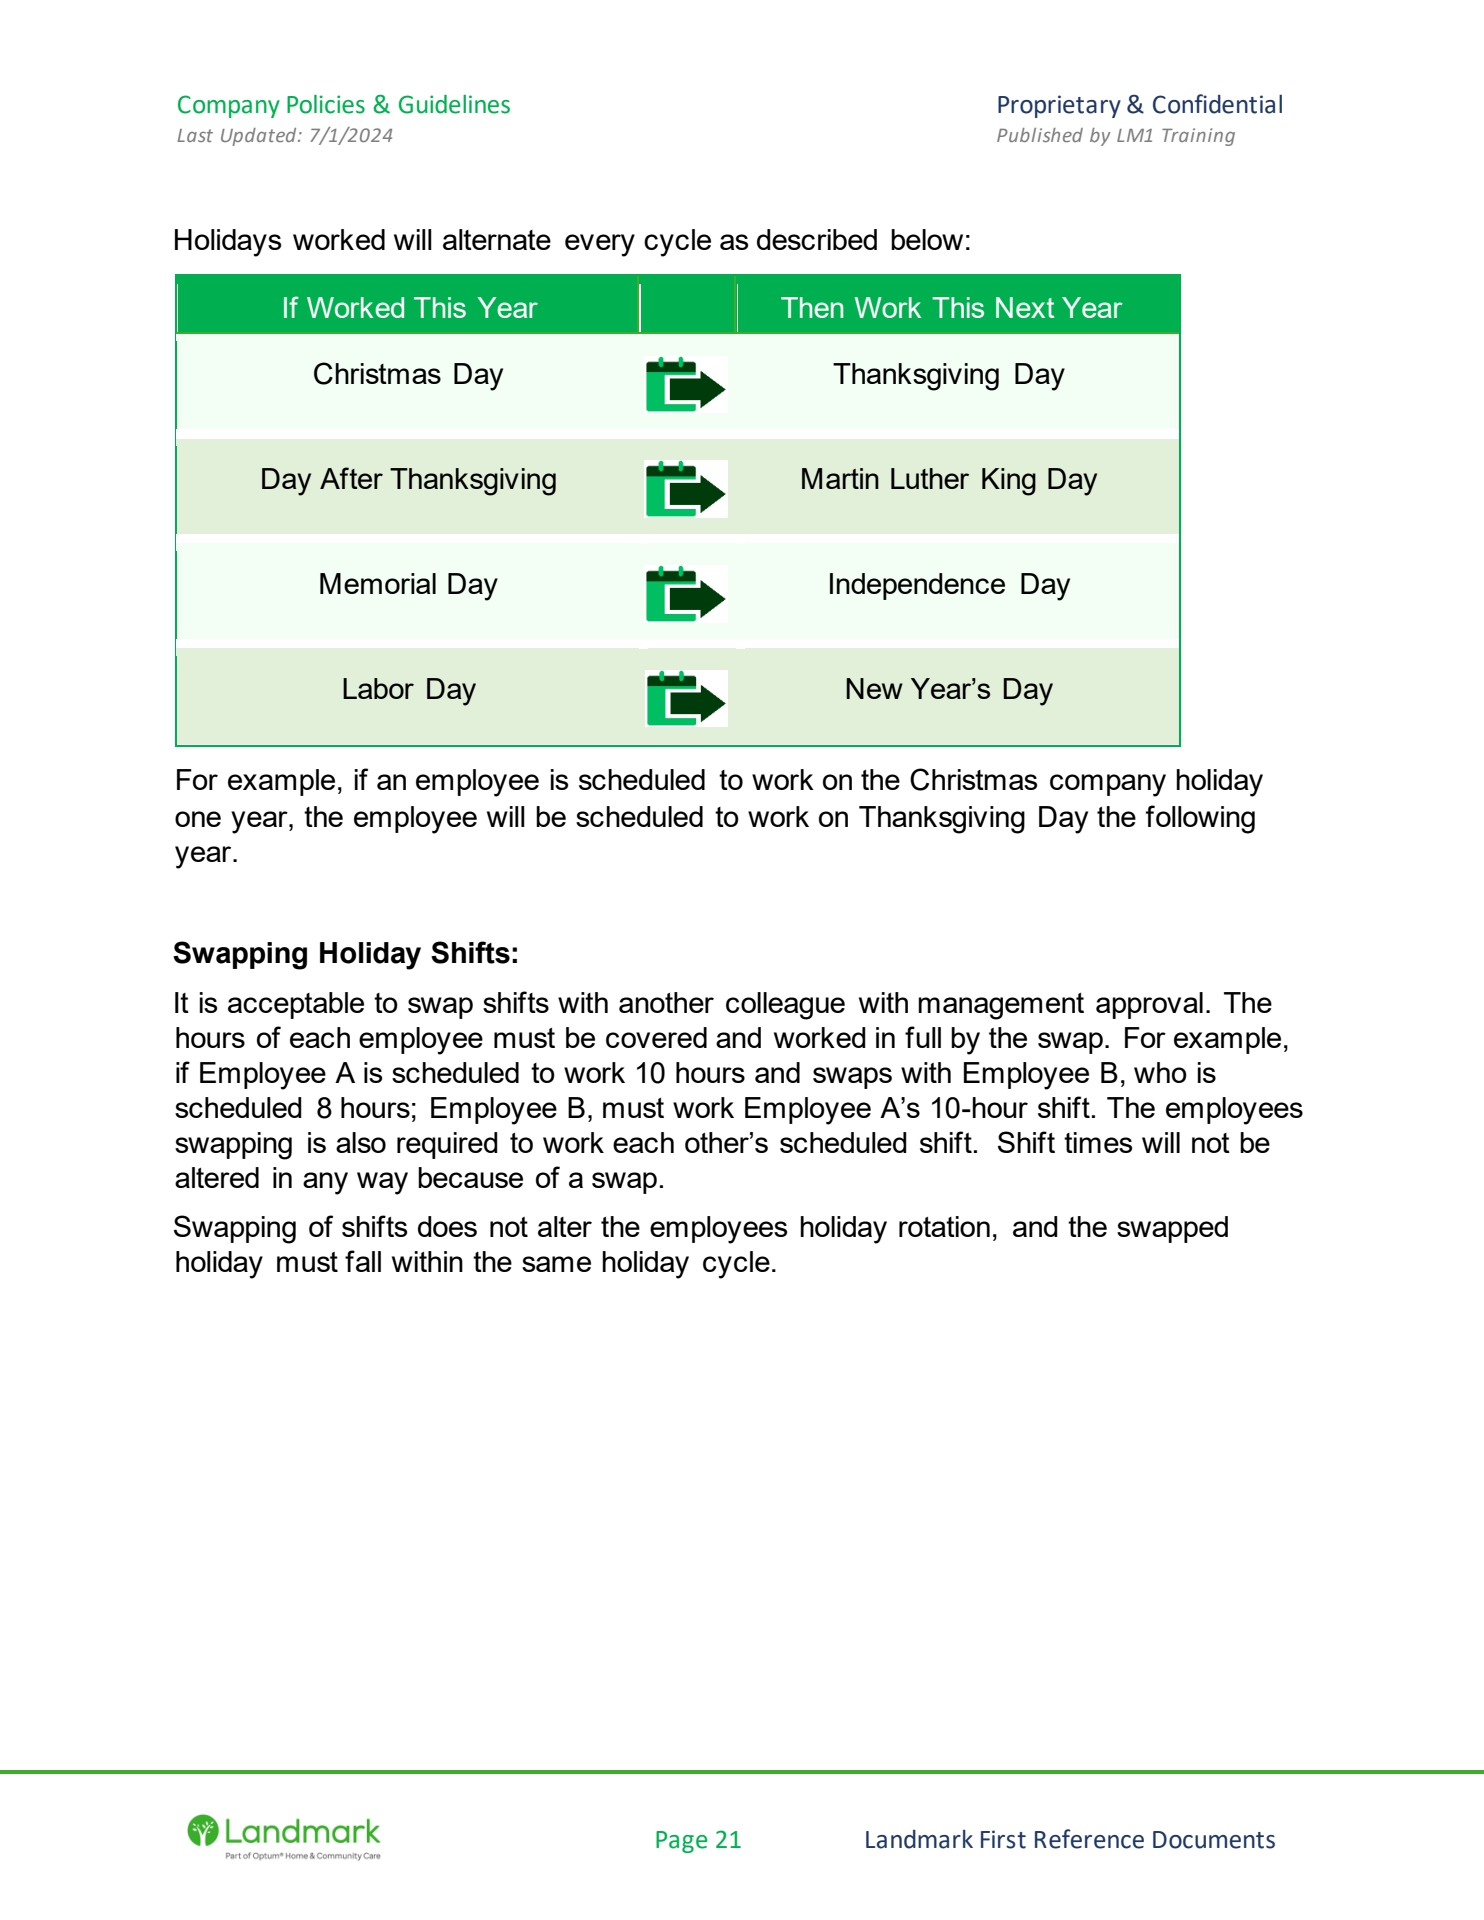 Company Policies & Guidelines
Proprietary & Confidential
Last Updated: 7/1/2024
Published by LM1 Training
Holidays worked will alternate every cycle as described below:
If Worked This Year
Then Work This Next Year
Christmas Day
Thanksgiving Day
Day After Thanksgiving
Martin Luther King Day
Memorial Day
Independence Day
Labor Day
New Year’s Day
For example, if an employee is scheduled to work on the Christmas company holiday
one year, the employee will be scheduled to work on Thanksgiving Day the following
year.
Swapping Holiday Shifts:
It is acceptable to swap shifts with another colleague with management approval. The
hours of each employee must be covered and worked in full by the swap. For example,
if Employee A is scheduled to work 10 hours and swaps with Employee B, who is
scheduled 8 hours; Employee B, must work Employee A’s 10-hour shift. The employees
swapping is also required to work each other’s scheduled shift. Shift times will not be
altered in any way because of a swap.
Swapping of shifts does not alter the employees holiday rotation, and the swapped
holiday must fall within the same holiday cycle.
Landmark
Part of Optum® Home & Community Care
Page 21
Landmark First Reference Documents